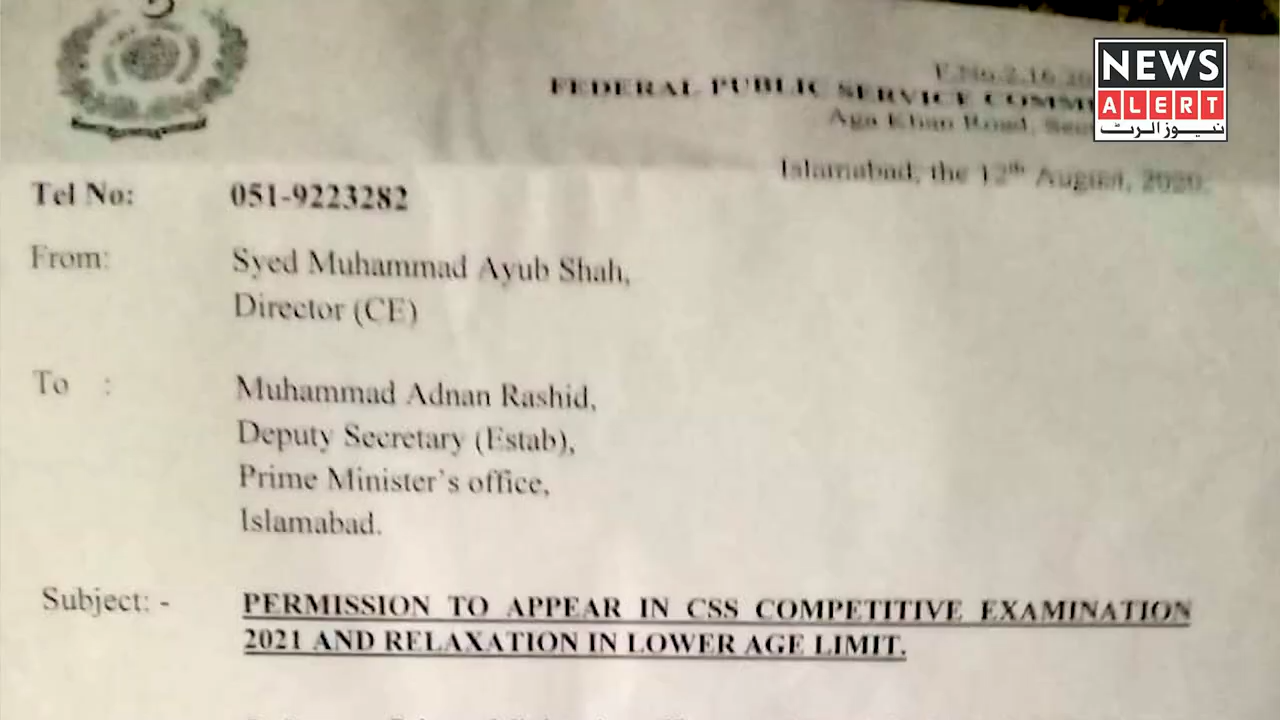 NEWS
ALERT
نیوز الرٹ
FEDERAL PUBLIC SERVICE
Aga Khan Road,
Islamabad, the 12th August, 2020.
Tel No: 051-9223282
From: Syed Muhammad Ayub Shah,
Director (CE)
To : Muhammad Adnan Rashid,
Deputy Secretary (Estab),
Prime Minister's office,
Islamabad.
Subject: - PERMISSION TO APPEAR IN CSS COMPETITIVE EXAMINATION
2021 AND RELAXATION IN LOWER AGE LIMIT.